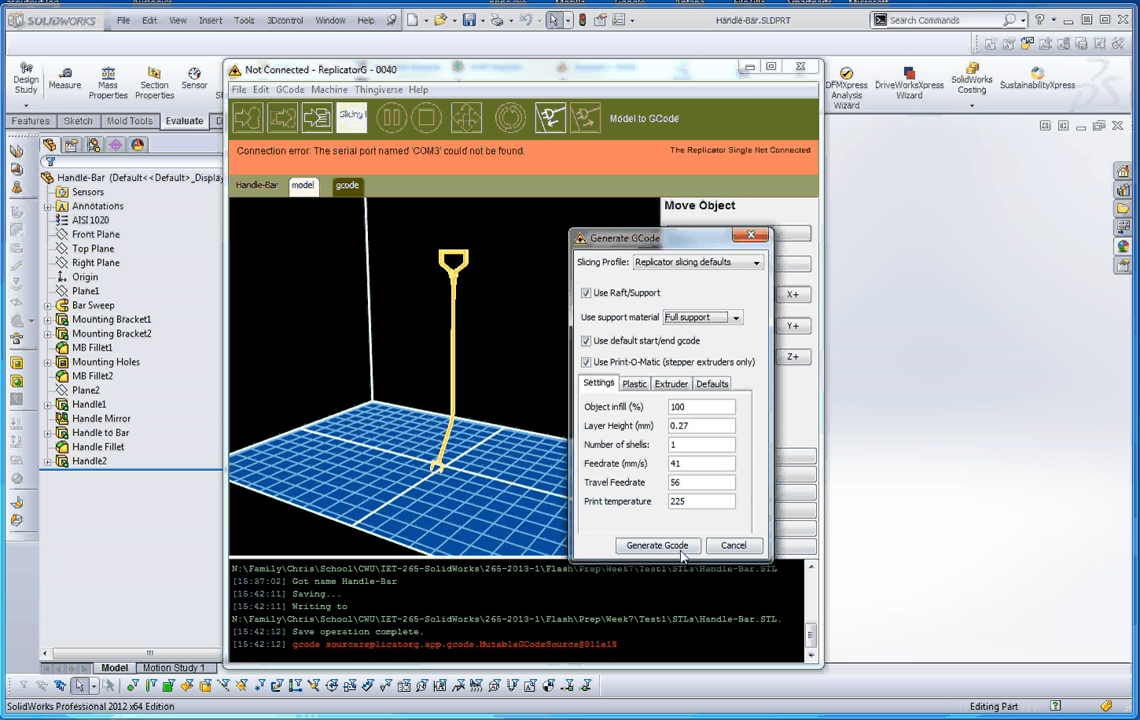 SOLIDWORKS File Edit View Insert Tools 3Dcontrol Window Help Handle-Bar.SLDPRT Search Commands
Design Study Measure Mass Properties Section Properties Sensor
DFMXpress Analysis Wizard DriveWorksXpress Wizard SolidWorks Costing SustainabilityXpress
Features Sketch Mold Tools Evaluate
Handle-Bar (Default<<Default>_Display
Sensors
Annotations
AISI 1020
Front Plane
Top Plane
Right Plane
Origin
Plane1
Bar Sweep
Mounting Bracket1
Mounting Bracket2
MB Fillet1
Mounting Holes
MB Fillet2
Plane2
Handle1
Handle Mirror
Handle to Bar
Handle Fillet
Handle2
Not Connected - ReplicatorG - 0040
File Edit GCode Machine Thingiverse Help
Slicing I
Model to GCode
Connection error: The serial port named 'COM3' could not be found.
The Replicator Single Not Connected
Handle-Bar model gcode
Move Object
X+
Y+
Z+
Generate GCode
Slicing Profile: Replicator slicing defaults
Use Raft/Support
Use support material Full support
Use default start/end gcode
Use Print-O-Matic (stepper extruders only)
Settings Plastic Extruder Defaults
Object infill (%) 100
Layer Height (mm) 0.27
Number of shells: 1
Feedrate (mm/s) 41
Travel Feedrate 56
Print temperature 225
Generate Gcode Cancel
N:\Family\Chris\School\CWU\IET-265-SolidWorks\265-2013-1\Flash\Prep\Week7\Test1\STLs\Handle-Bar.STL
[15:37:02] Got name Handle-Bar
[15:42:11] Saving...
[15:42:11] Writing to
N:\Family\Chris\School\CWU\IET-265-SolidWorks\265-2013-1\Flash\Prep\Week7\Test1\STLs\Handle-Bar.STL.
[15:42:12] Save operation complete.
[15:42:12] gcode sourcereplicatorg.app.gcode.MutableGCodeSource@811e18
Model Motion Study 1
SolidWorks Professional 2012 x64 Edition Editing Part